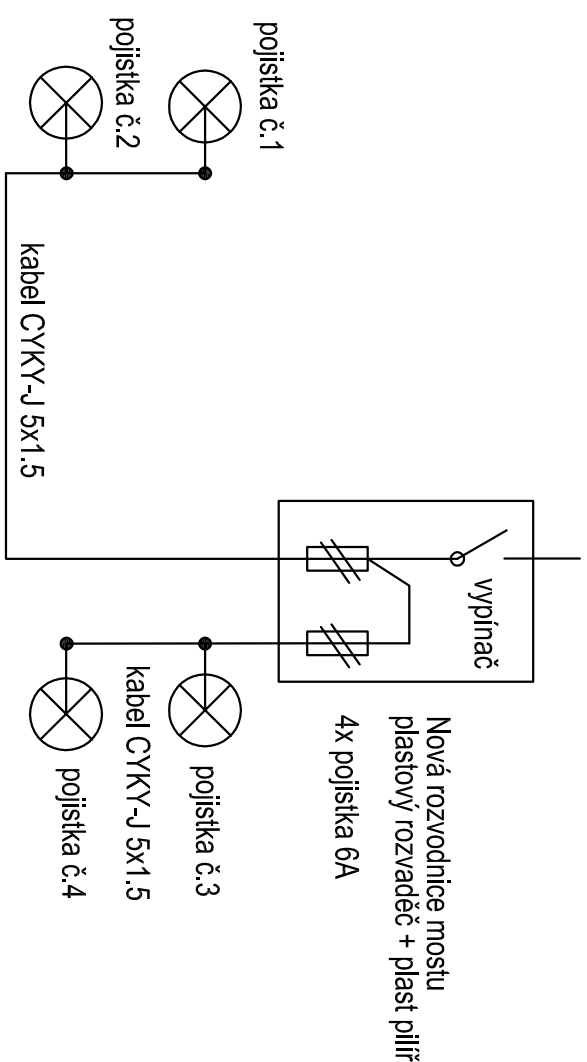 Nová rozvodnice mostu
plastový rozvaděč + plast pilíř
4x pojistka 6A
vypínač
pojistka č.1
pojistka č.2
kabel CYKY-J 5x1.5
pojistka č.3
kabel CYKY-J 5x1.5
pojistka č.4